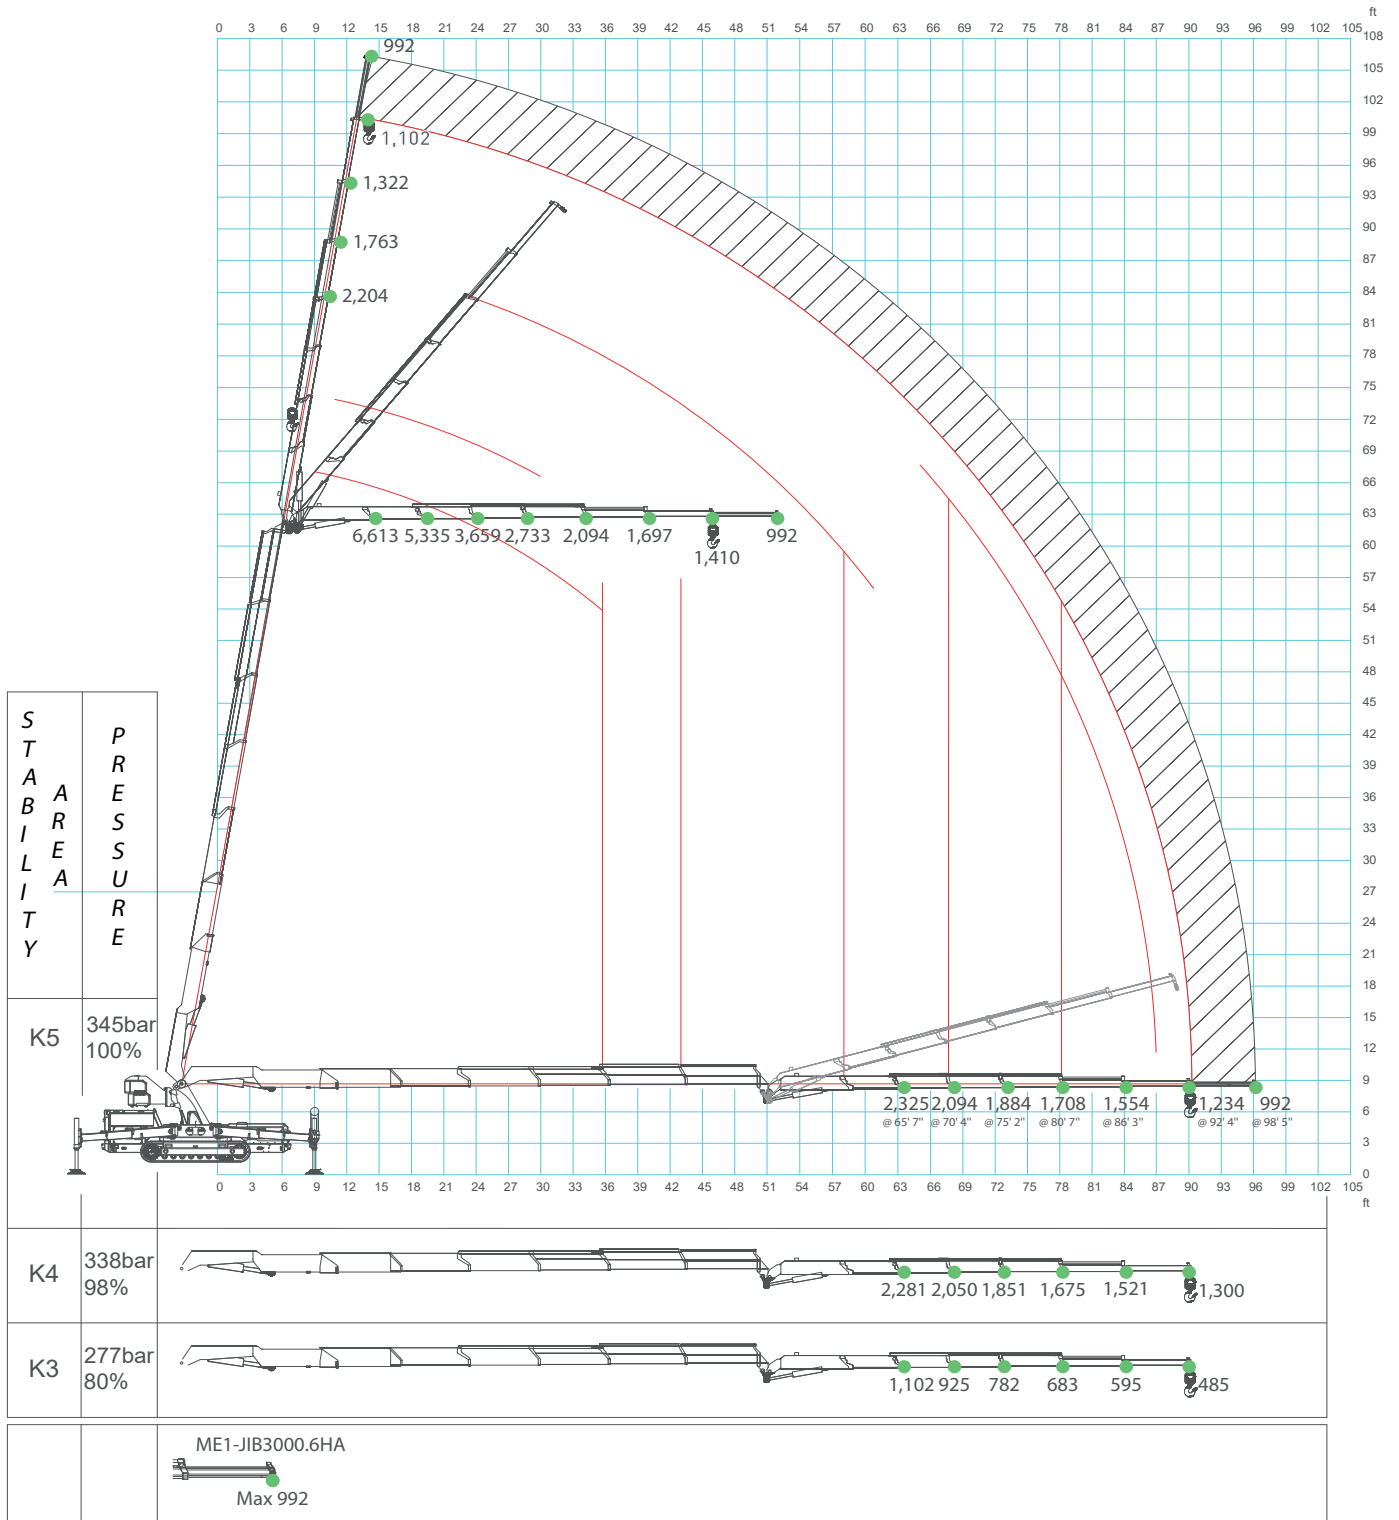 ft
0 3 6 9 12 15 18 21 24 27 30 33 36 39 42 45 48 51 54 57 60 63 66 69 72 75 78 81 84 87 90 93 96 99 102 105
108
105
102
99
96
93
90
87
84
81
78
75
72
69
66
63
60
57
54
51
48
45
42
39
36
33
30
27
24
21
18
15
12
9
6
3
0
992
1,102
1,322
1,763
2,204
6,613 5,335 3,659 2,733 2,094 1,697 1,410 992
STABILITY AREA
PRESSURE
K5
345bar
100%
2,325 2,094 1,884 1,708 1,554 1,234 992
@ 65' 7" @ 70' 4" @ 75' 2" @ 80' 7" @ 86' 3" @ 92' 4" @ 98' 5"
0 3 6 9 12 15 18 21 24 27 30 33 36 39 42 45 48 51 54 57 60 63 66 69 72 75 78 81 84 87 90 93 96 99 102 105
ft
K4
338bar
98%
2,281 2,050 1,851 1,675 1,521 1,300
K3
277bar
80%
1,102 925 782 683 595 485
ME1-JIB3000.6HA
Max 992